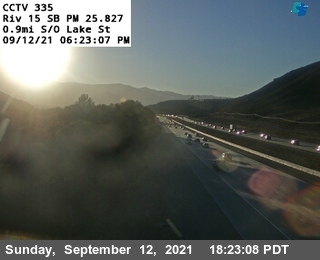 CCTV 335
Riv 15 SB PM 25.827
0.9mi S/O Lake St
09/12/21 06:23:07 PM
Sunday, September 12, 2021 18:23:08 PDT